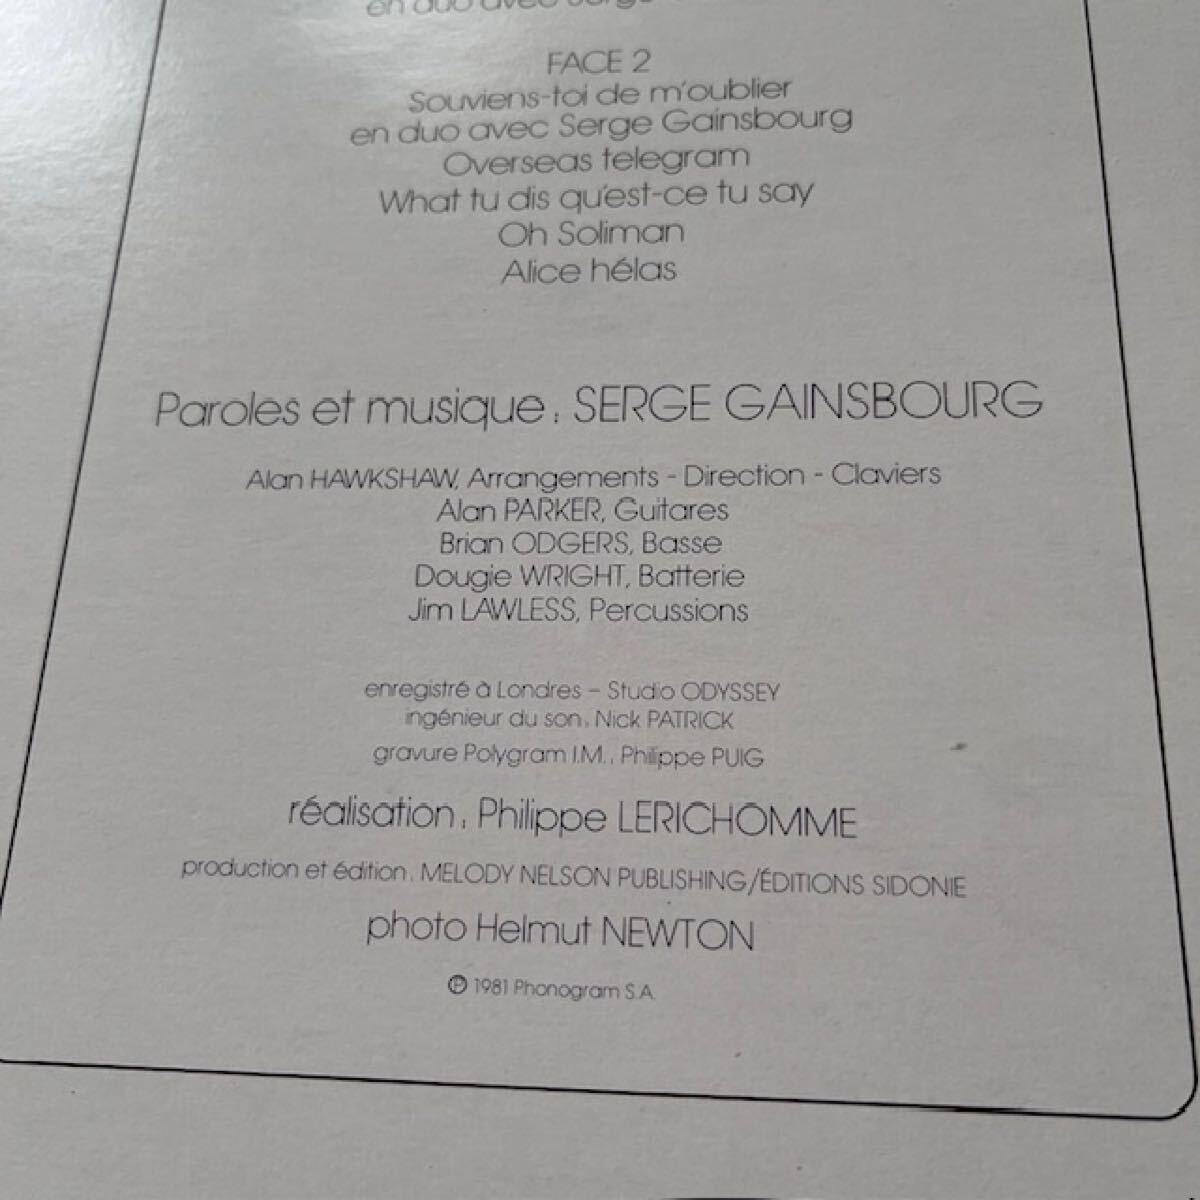 en duo avec Serge
FACE 2
Souviens-toi de m'oublier
en duo avec Serge Gainsbourg
Overseas telegram
What tu dis qu'est-ce tu say
Oh Soliman
Alice hélas
Paroles et musique : SERGE GAINSBOURG
Alan HAWKSHAW, Arrangements - Direction - Claviers
Alan PARKER, Guitares
Brian ODGERS, Basse
Dougie WRIGHT, Batterie
Jim LAWLESS, Percussions
enregistré à Londres – Studio ODYSSEY
ingénieur du son : Nick PATRICK
gravure Polygram I.M. : Philippe PUIG
réalisation : Philippe LERICHOMME
production et édition : MELODY NELSON PUBLISHING/ÉDITIONS SIDONIE
photo Helmut NEWTON
℗ 1981 Phonogram S.A.